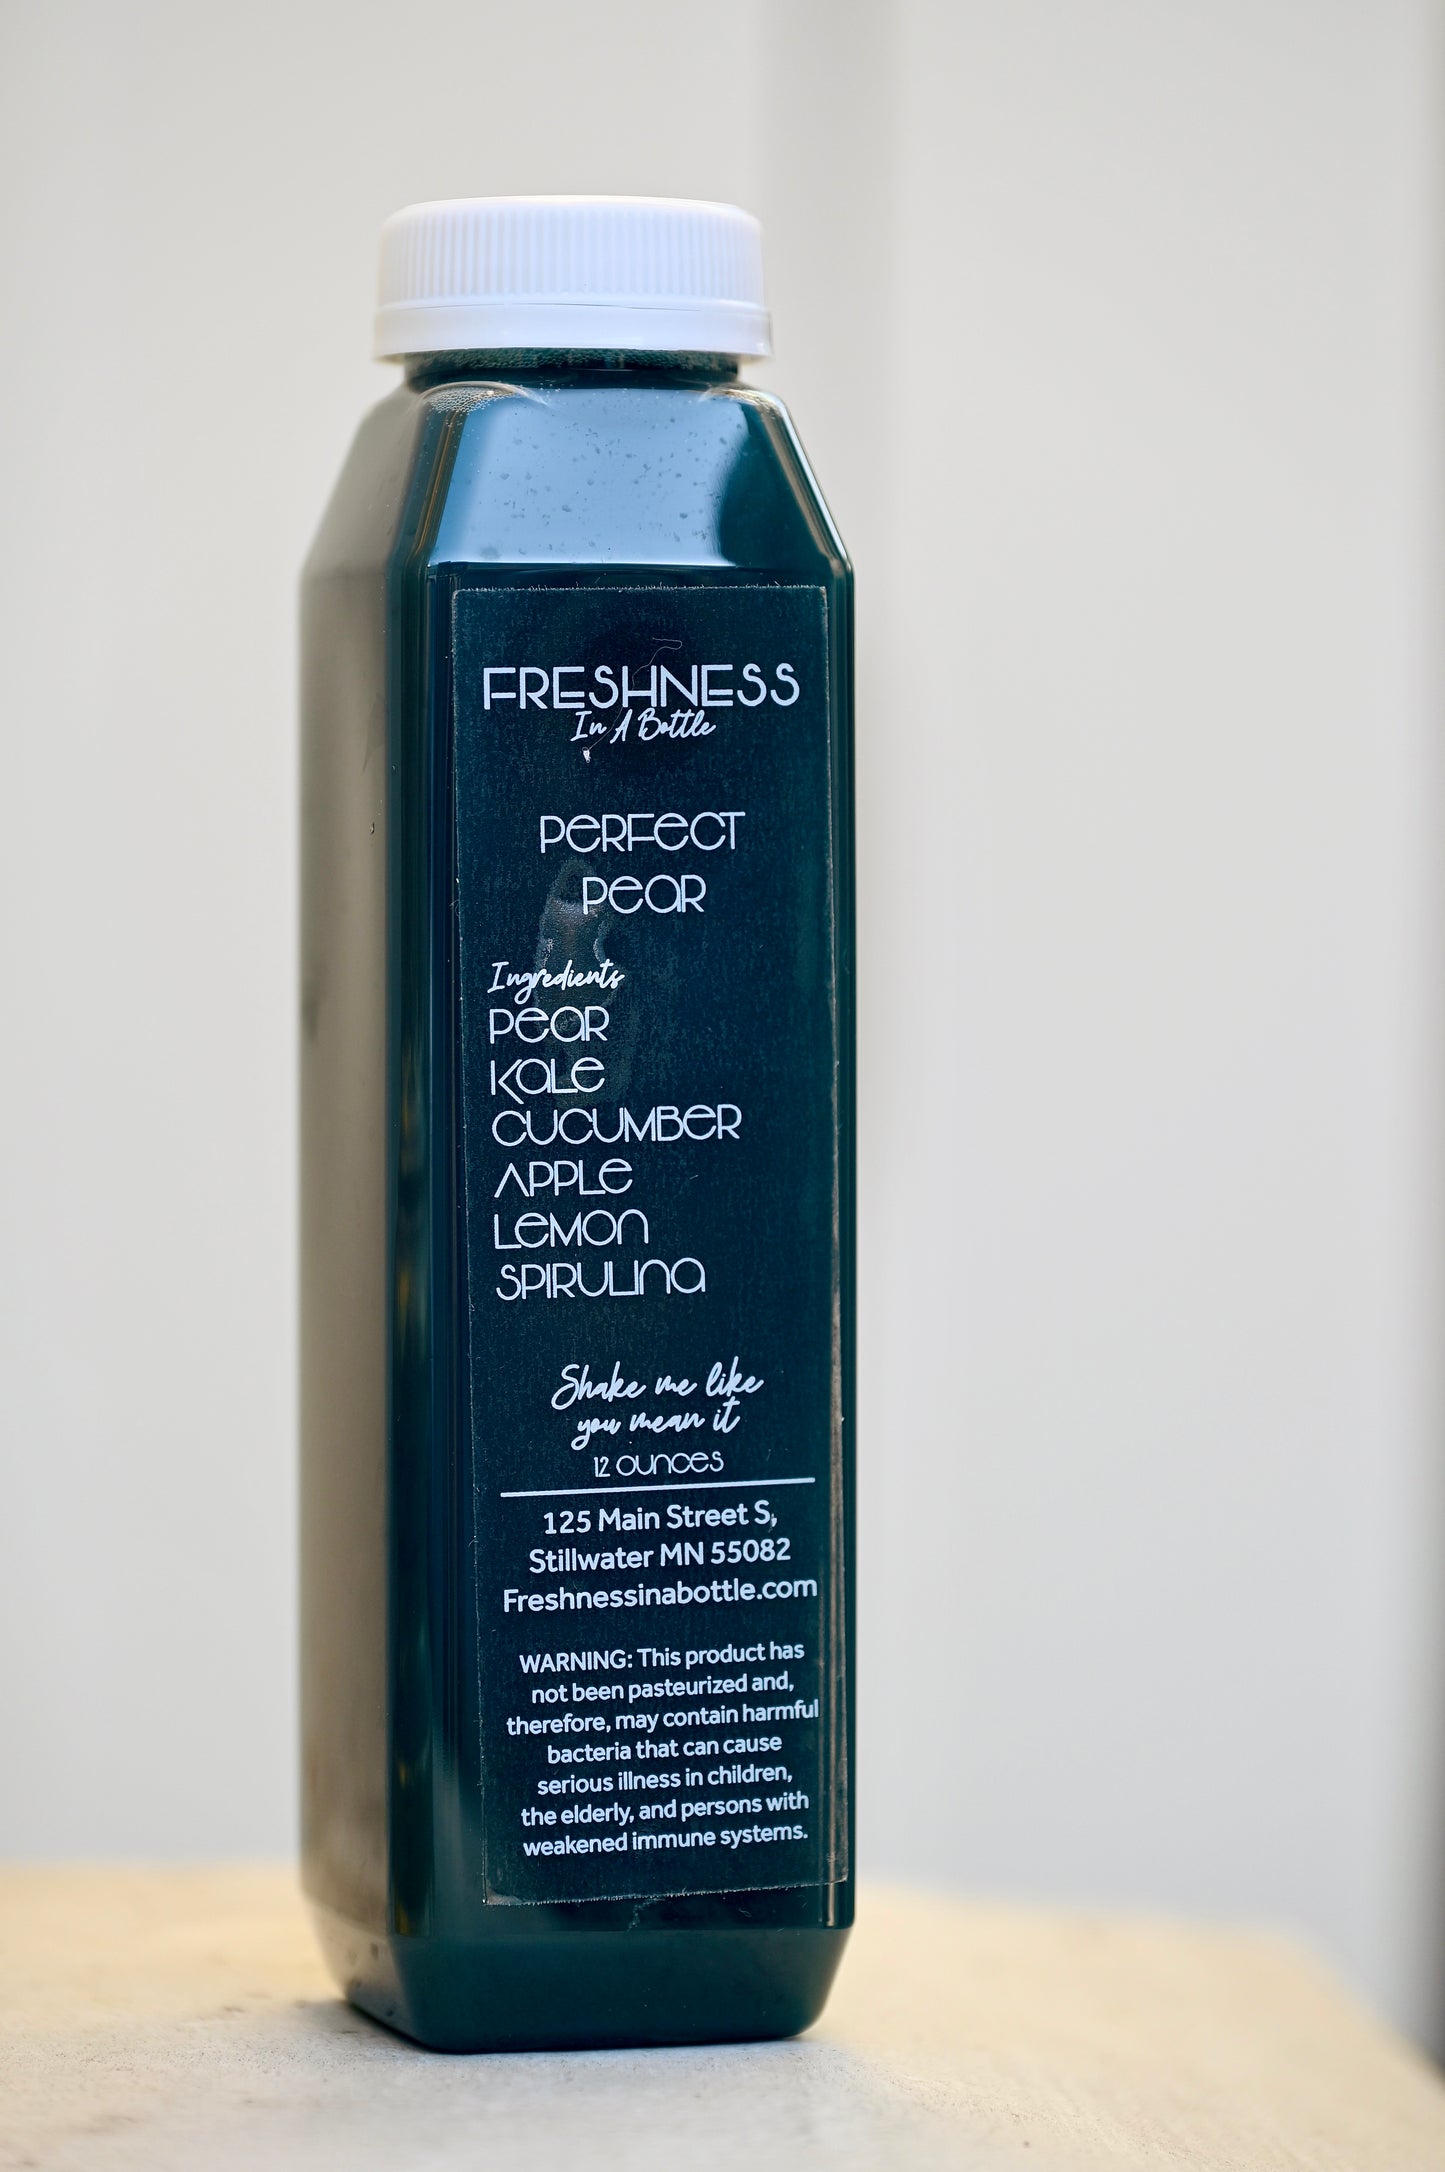 FRESHNESS
In A Bottle
PERFECT
PEAR
Ingredients
PEAR
KALE
CUCUMBER
APPLE
LEMON
SPIRULINA
Shake me like
you mean it
12 OUNCES
125 Main Street S,
Stillwater MN 55082
Freshnessinabottle.com
WARNING: This product has
not been pasteurized and,
therefore, may contain harmful
bacteria that can cause
serious illness in children,
the elderly, and persons with
weakened immune systems.